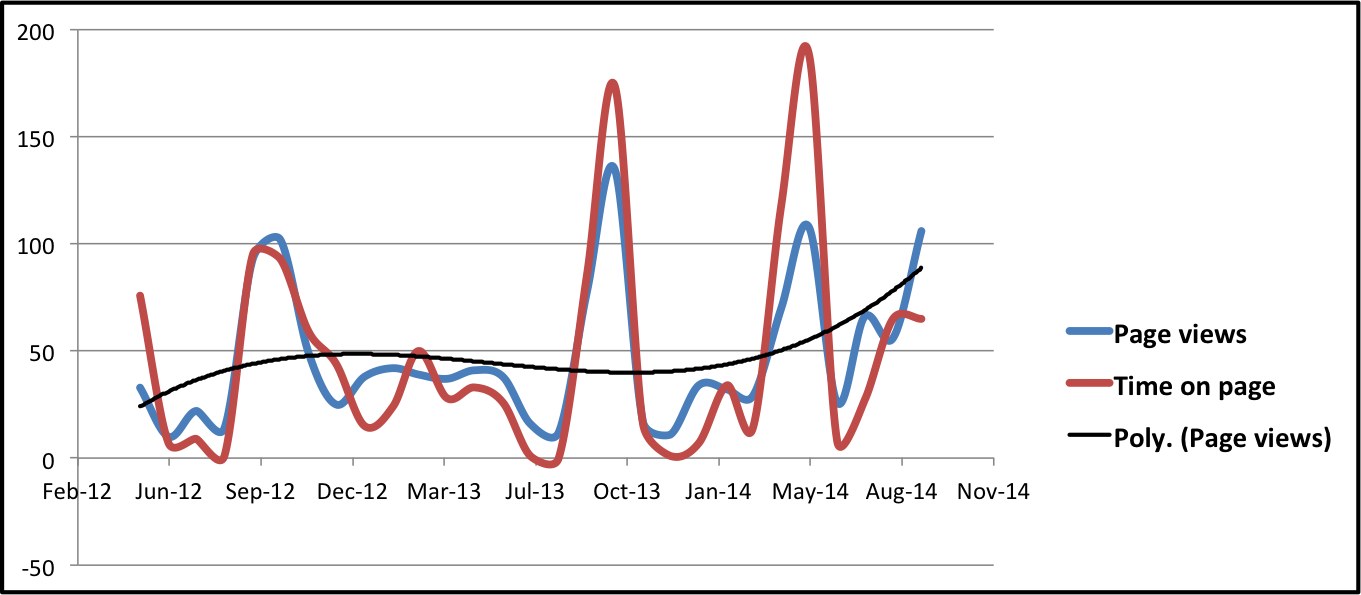 200
150
100
50
0
-50
Feb-12 Jun-12 Sep-12 Dec-12 Mar-13 Jul-13 Oct-13 Jan-14 May-14 Aug-14 Nov-14
Page views
Time on page
Poly. (Page views)